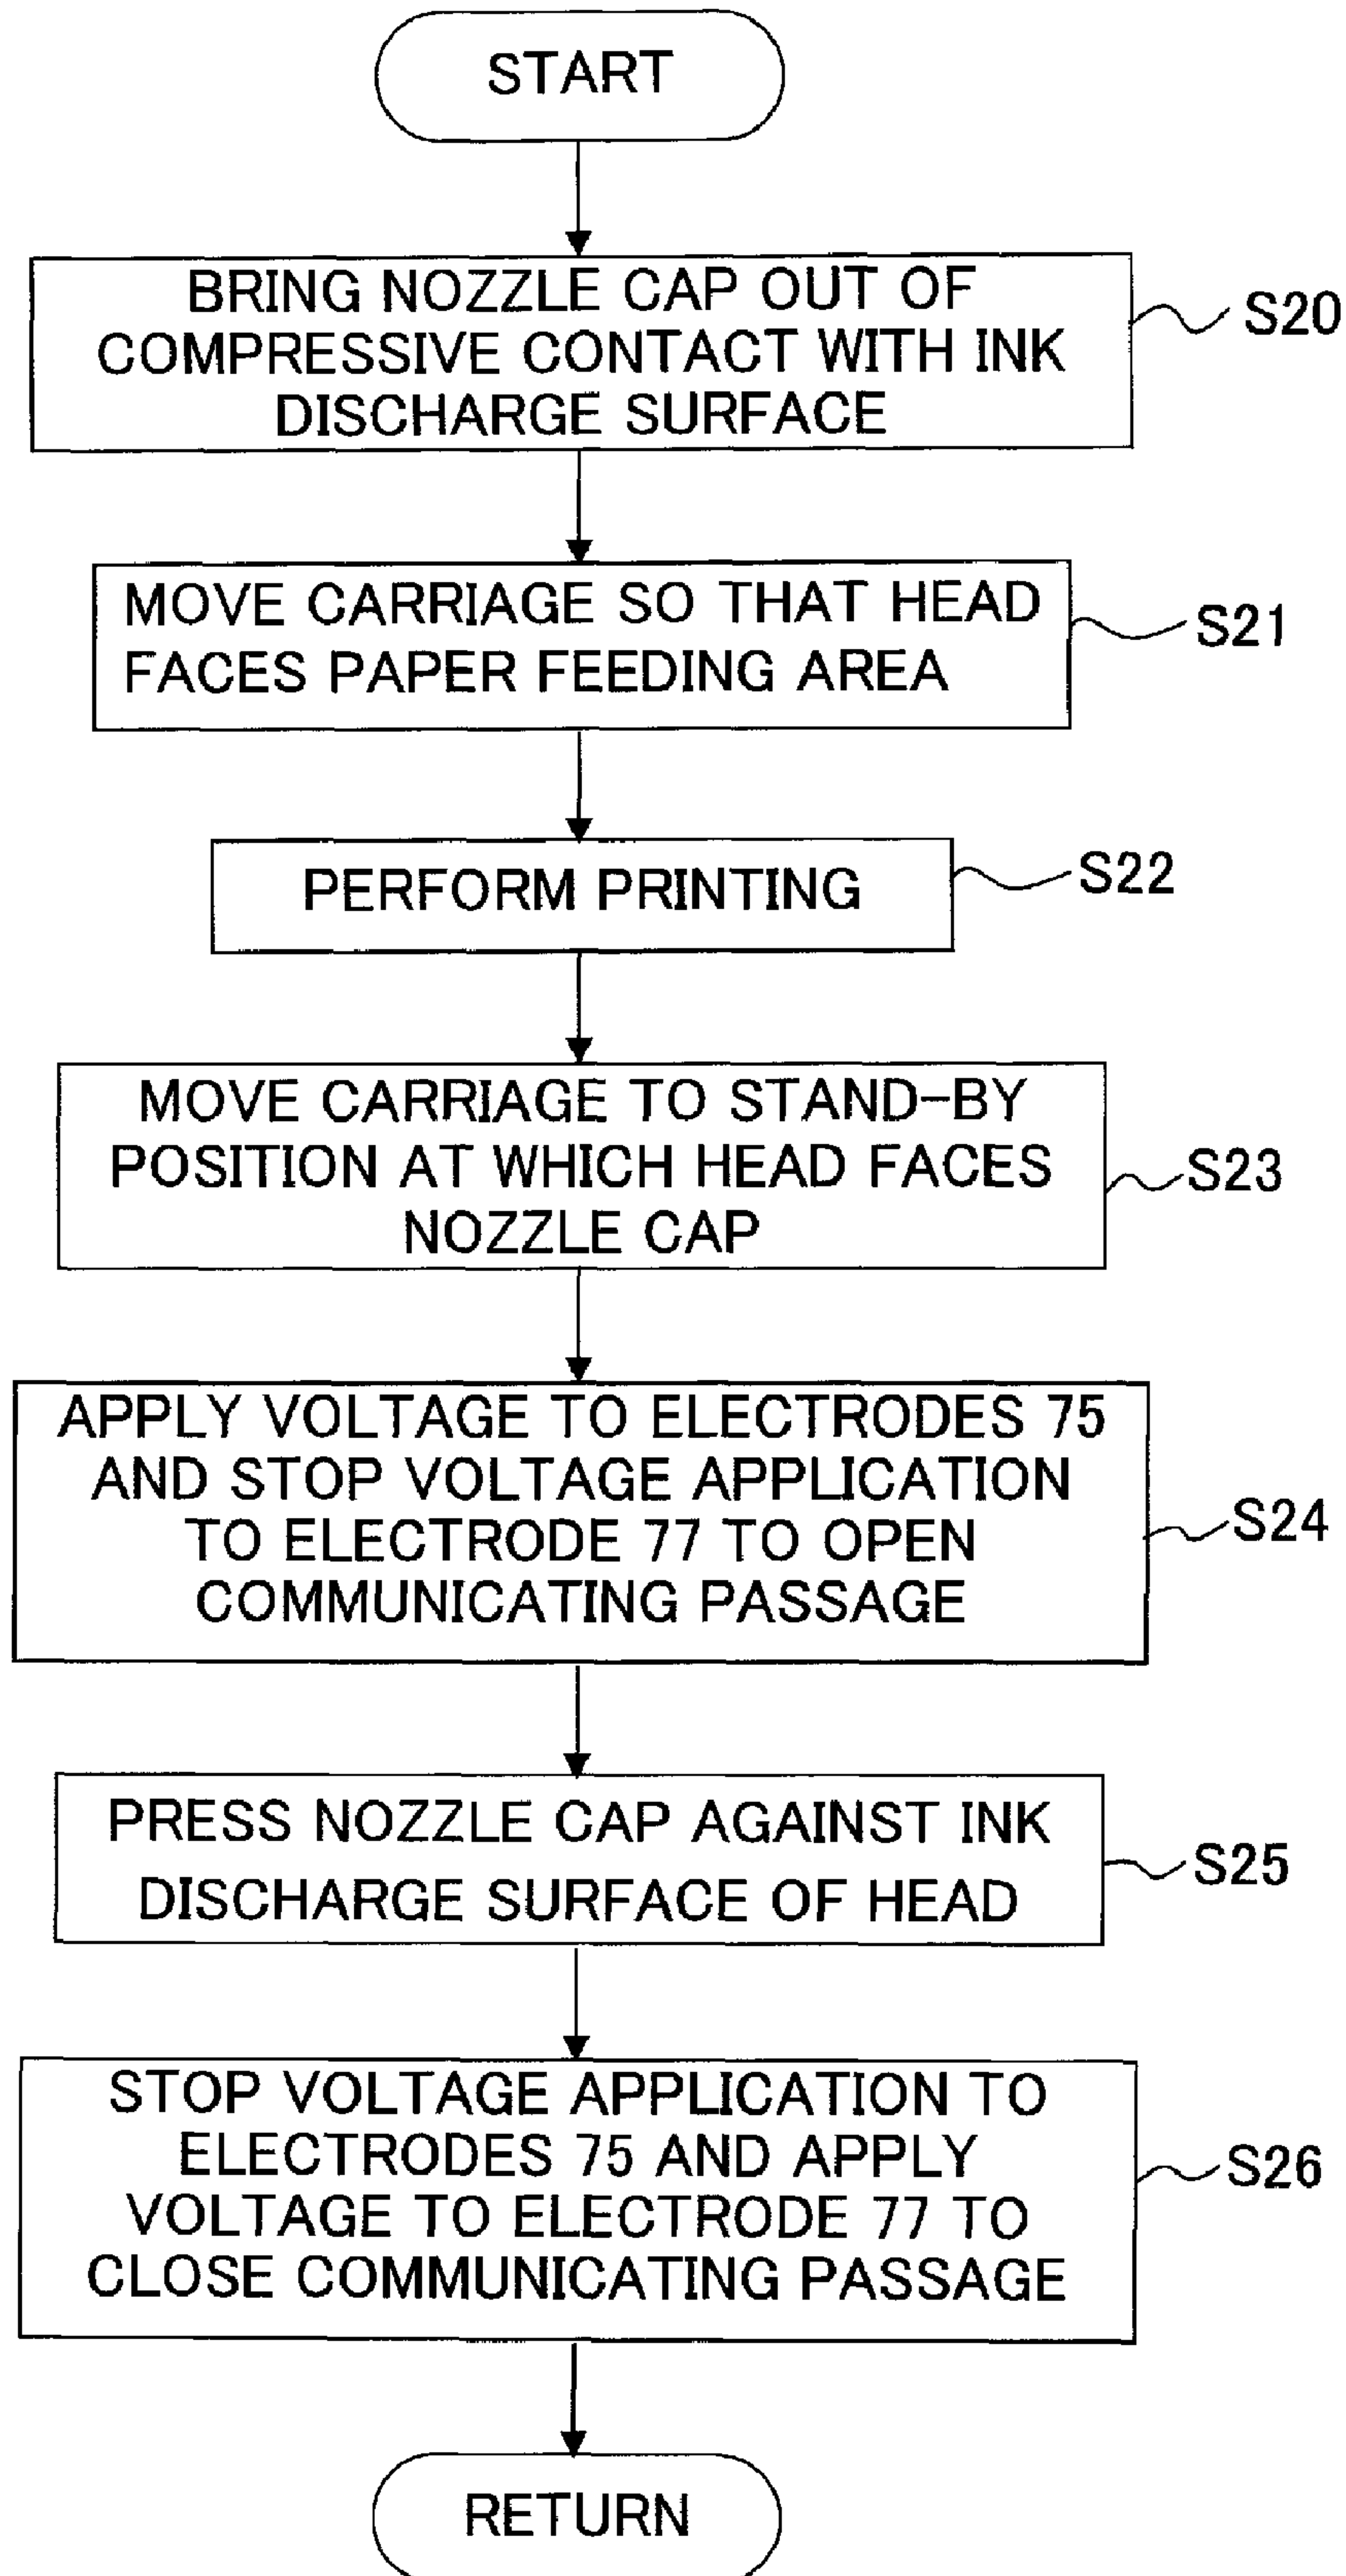 START
BRING NOZZLE CAP OUT OF
COMPRESSIVE CONTACT WITH INK
DISCHARGE SURFACE
S20
MOVE CARRIAGE SO THAT HEAD
FACES PAPER FEEDING AREA
S21
PERFORM PRINTING
S22
MOVE CARRIAGE TO STAND-BY
POSITION AT WHICH HEAD FACES
NOZZLE CAP
S23
APPLY VOLTAGE TO ELECTRODES 75
AND STOP VOLTAGE APPLICATION
TO ELECTRODE 77 TO OPEN
COMMUNICATING PASSAGE
S24
PRESS NOZZLE CAP AGAINST INK
DISCHARGE SURFACE OF HEAD
S25
STOP VOLTAGE APPLICATION TO
ELECTRODES 75 AND APPLY
VOLTAGE TO ELECTRODE 77 TO
CLOSE COMMUNICATING PASSAGE
S26
RETURN